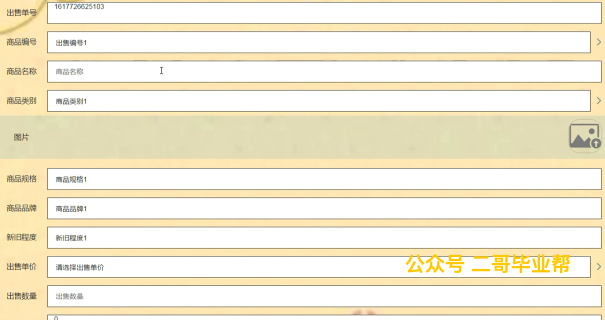 出售单号 1617726625103
商品编号 出售编号1
商品名称 商品名称
商品类别 商品类别1
图片
商品规格 商品规格1
商品品牌 商品品牌1
新旧程度 新旧程度1
出售单价 请选择出售单价
公众号 二哥毕业帮
出售数量 出售数量
0